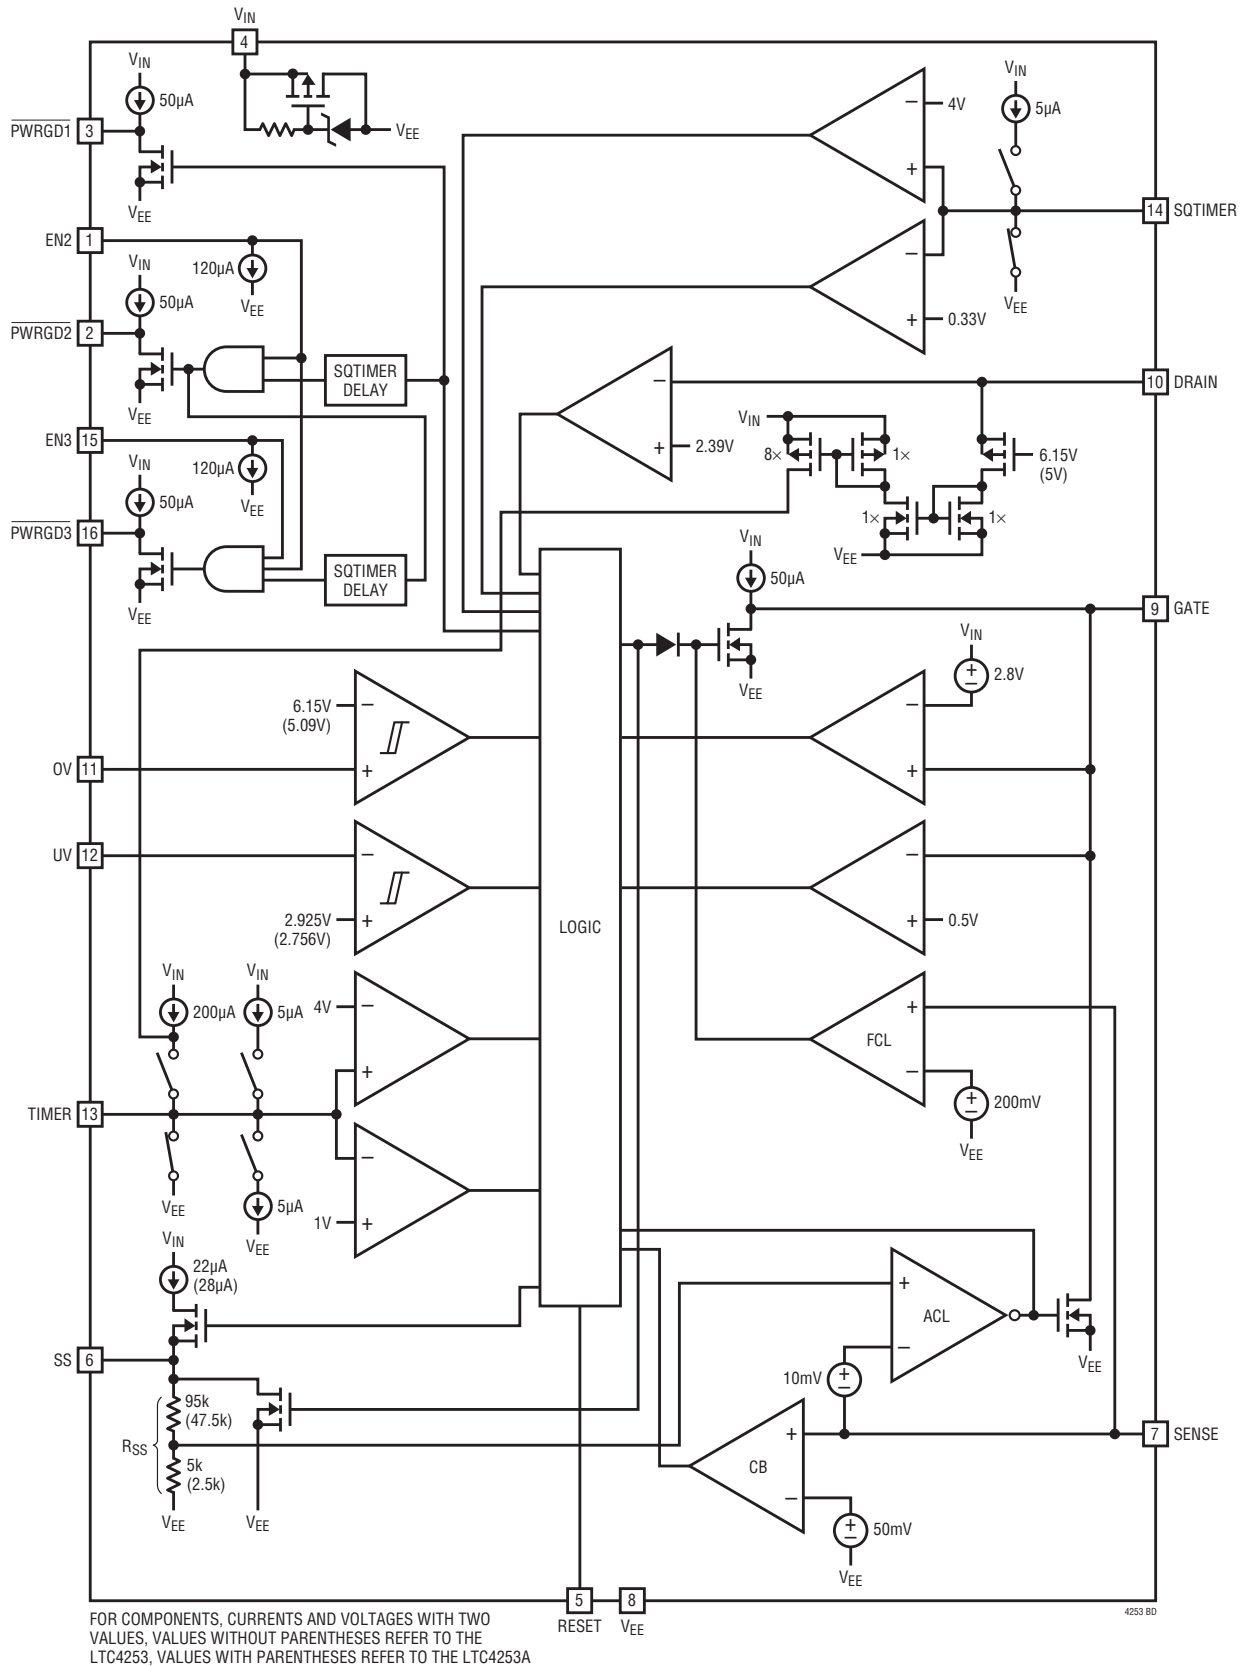 VIN
4
VIN
50µA
PWRGD1
3
VEE
VEE
−
4V
+
VIN
5µA
14
SQTIMER
−
+
0.33V
VEE
EN2
1
120µA
VEE
VIN
50µA
PWRGD2
2
VEE
SQTIMER
DELAY
EN3
15
120µA
VEE
VIN
50µA
PWRGD3
16
VEE
SQTIMER
DELAY
−
+
2.39V
10
DRAIN
VIN
8×
1×
6.15V
(5V)
1×
1×
VEE
VIN
50µA
9
GATE
VEE
VIN
+
−
2.8V
−
+
6.15V
(5.09V)
−
+
OV
11
UV
12
−
2.925V
(2.756V)
+
LOGIC
−
+
0.5V
VIN
200µA
VIN
5µA
4V
−
+
TIMER
13
−
1V
+
VEE
5µA
VEE
+
FCL
−
+
−
200mV
VEE
VIN
22µA
(28µA)
SS
6
95k
(47.5k)
RSS
5k
(2.5k)
VEE
VEE
+
ACL
−
VEE
10mV
+
−
+
CB
−
7
SENSE
+
−
50mV
VEE
5
RESET
8
VEE
4253 BD
FOR COMPONENTS, CURRENTS AND VOLTAGES WITH TWO
VALUES, VALUES WITHOUT PARENTHESES REFER TO THE
LTC4253, VALUES WITH PARENTHESES REFER TO THE LTC4253A